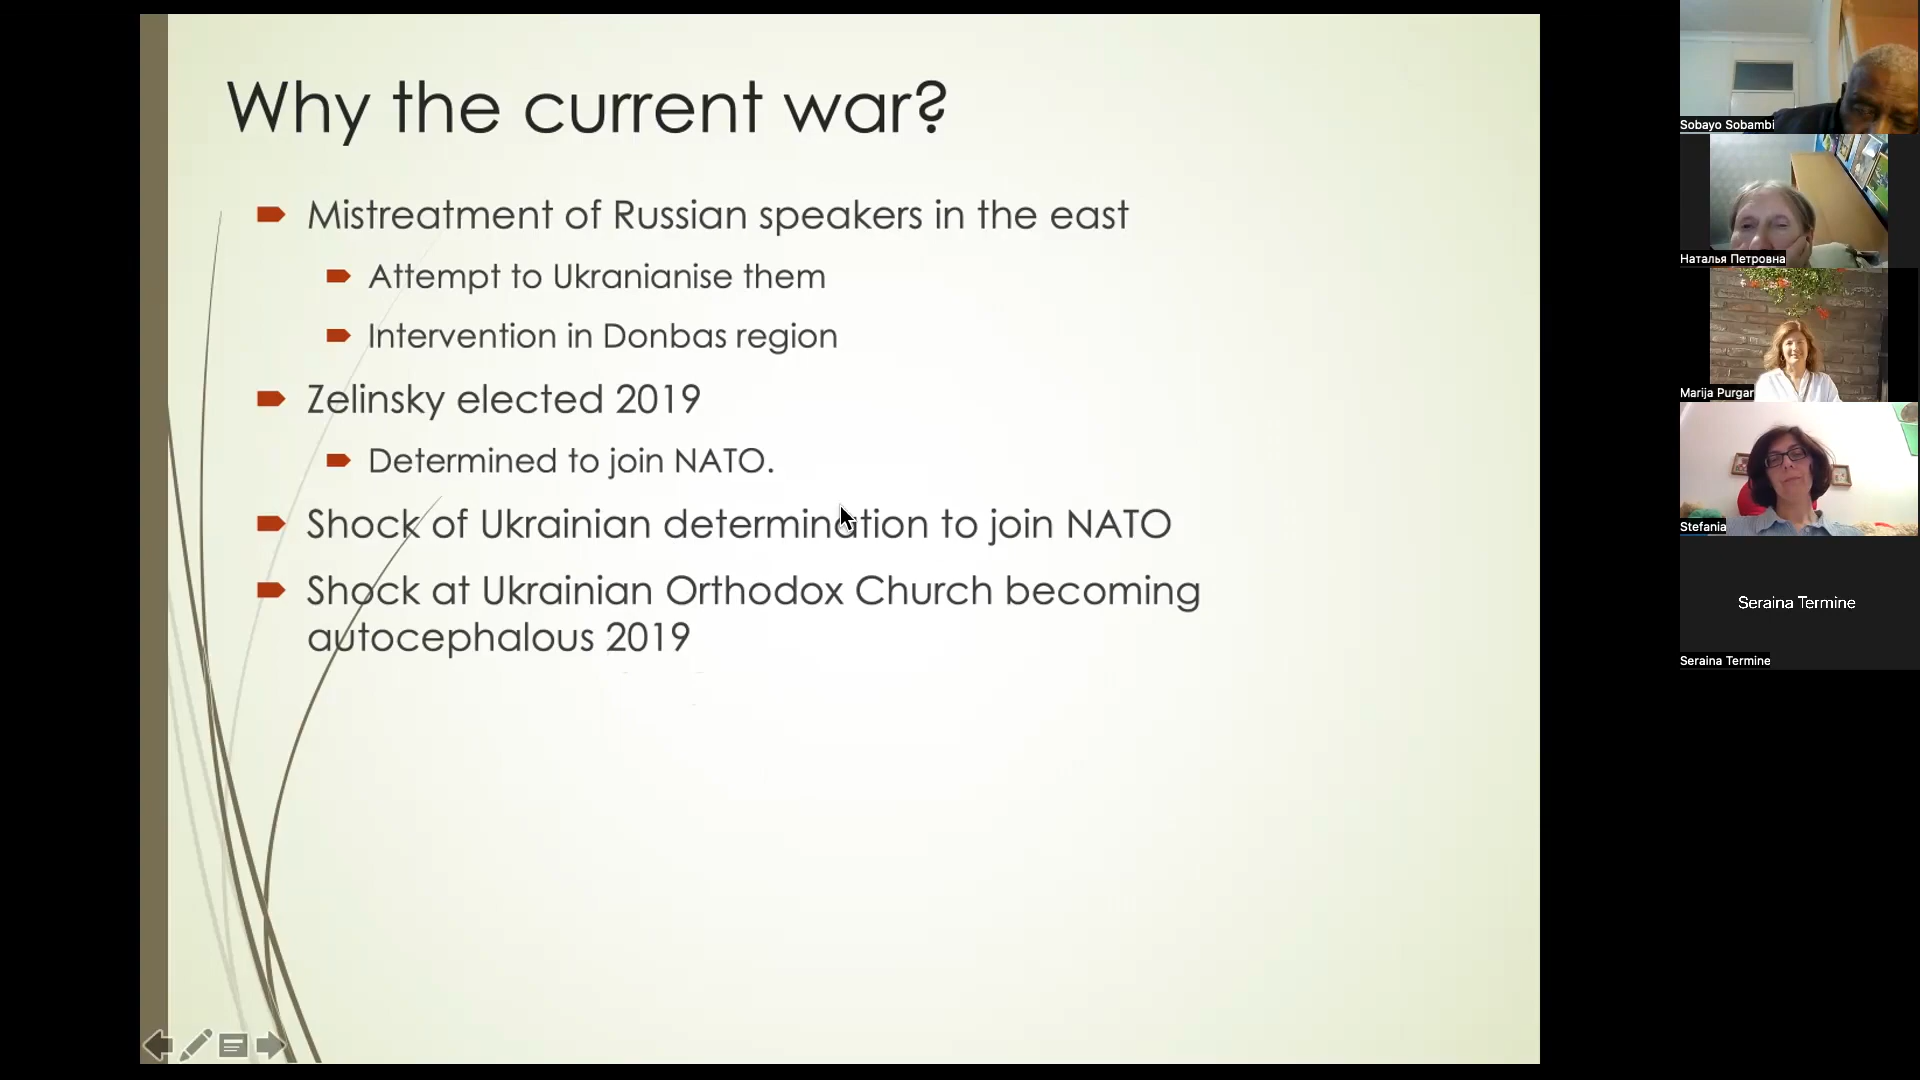 Why the current war?
Mistreatment of Russian speakers in the east
Attempt to Ukranianise them
Intervention in Donbas region
Zelinsky elected 2019
Determined to join NATO.
Shock of Ukrainian determination to join NATO
Shock at Ukrainian Orthodox Church becoming
autocephalous 2019
Sobayo Sobambi
Наталья Петровна
Marija Purgar
Stefania
Seraina Termine
Seraina Termine